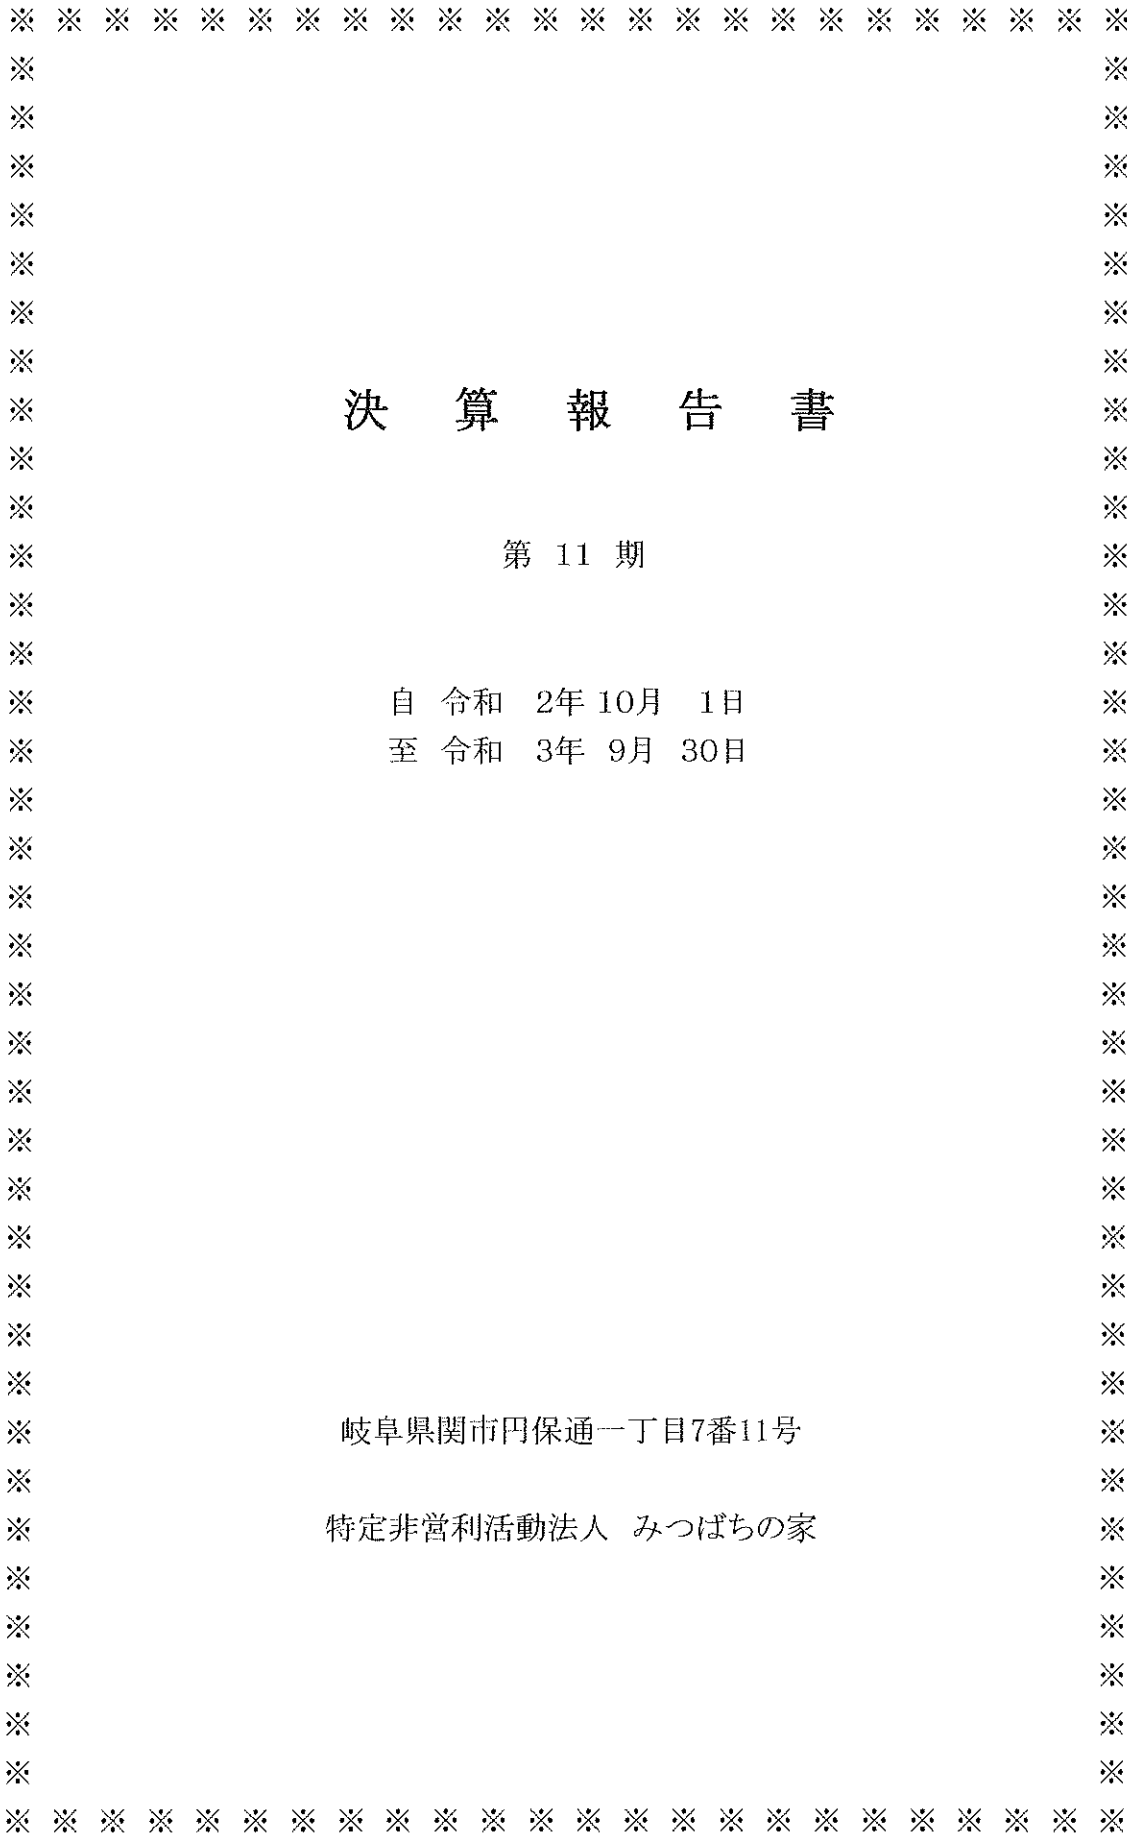 ※ ※ ※ ※ ※ ※ ※ ※ ※ ※ ※ ※ ※ ※ ※ ※ ※ ※ ※ ※ ※ ※ ※ ※
決 算 報 告 書
第 11 期
自 令和 2年 10月 1日
至 令和 3年 9月 30日
岐阜県関市円保通一丁目7番11号
特定非営利活動法人 みつばちの家
※ ※ ※ ※ ※ ※ ※ ※ ※ ※ ※ ※ ※ ※ ※ ※ ※ ※ ※ ※ ※ ※ ※ ※